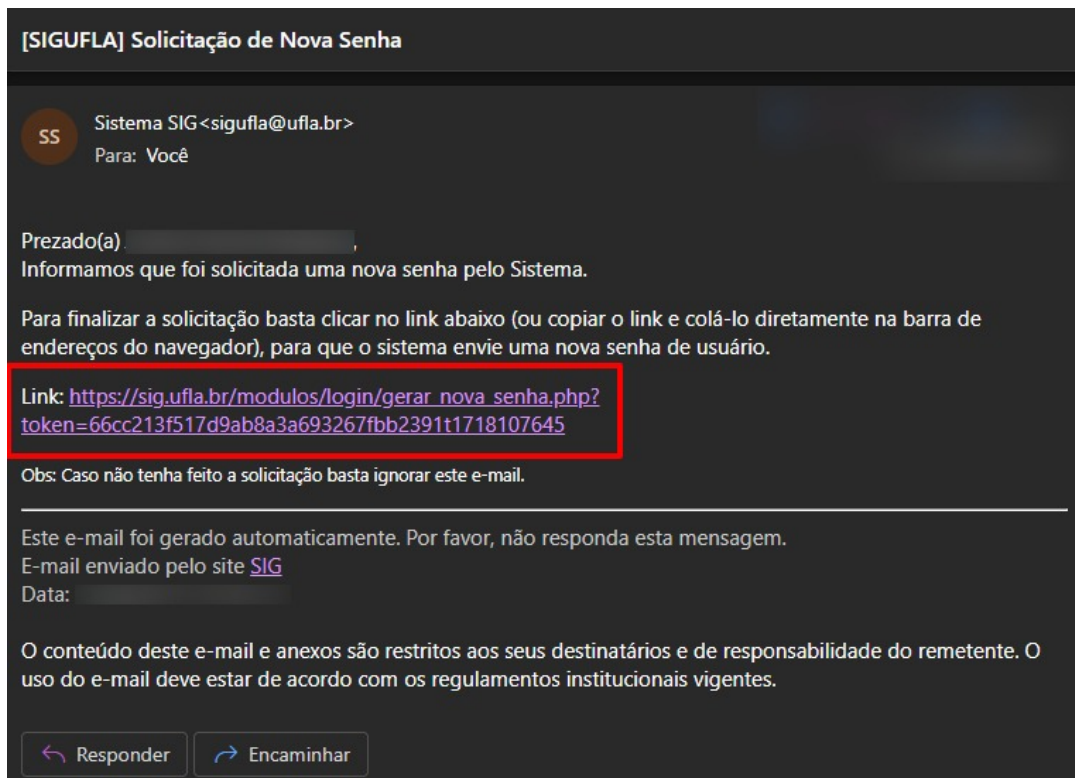 [SIGUFLA] Solicitação de Nova Senha
SS
Sistema SIG<sigufla@ufla.br>
Para: Você
Prezado(a) ,
Informamos que foi solicitada uma nova senha pelo Sistema.
Para finalizar a solicitação basta clicar no link abaixo (ou copiar o link e colá-lo diretamente na barra de
endereços do navegador), para que o sistema envie uma nova senha de usuário.
Link: https://sig.ufla.br/modulos/login/gerar_nova_senha.php?
token=66cc213f517d9ab8a3a693267fbb2391t1718107645
Obs: Caso não tenha feito a solicitação basta ignorar este e-mail.
Este e-mail foi gerado automaticamente. Por favor, não responda esta mensagem.
E-mail enviado pelo site SIG
Data:
O conteúdo deste e-mail e anexos são restritos aos seus destinatários e de responsabilidade do remetente. O
uso do e-mail deve estar de acordo com os regulamentos institucionais vigentes.
Responder
Encaminhar